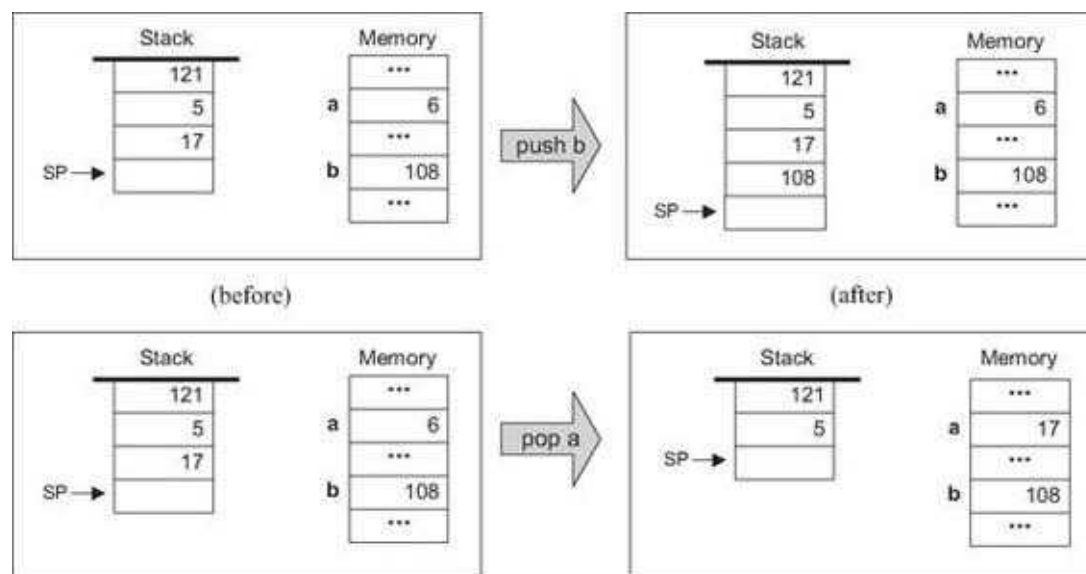 Stack Memory Stack Memory
121 ••• 121 •••
5 a 6 5 a 6
17 ••• push b 17 •••
SP b 108 108 b 108
••• SP •••
(before) (after)
Stack Memory Stack Memory
121 ••• 121 •••
5 a 6 5 a 17
17 ••• pop a SP •••
SP b 108 b 108
••• •••